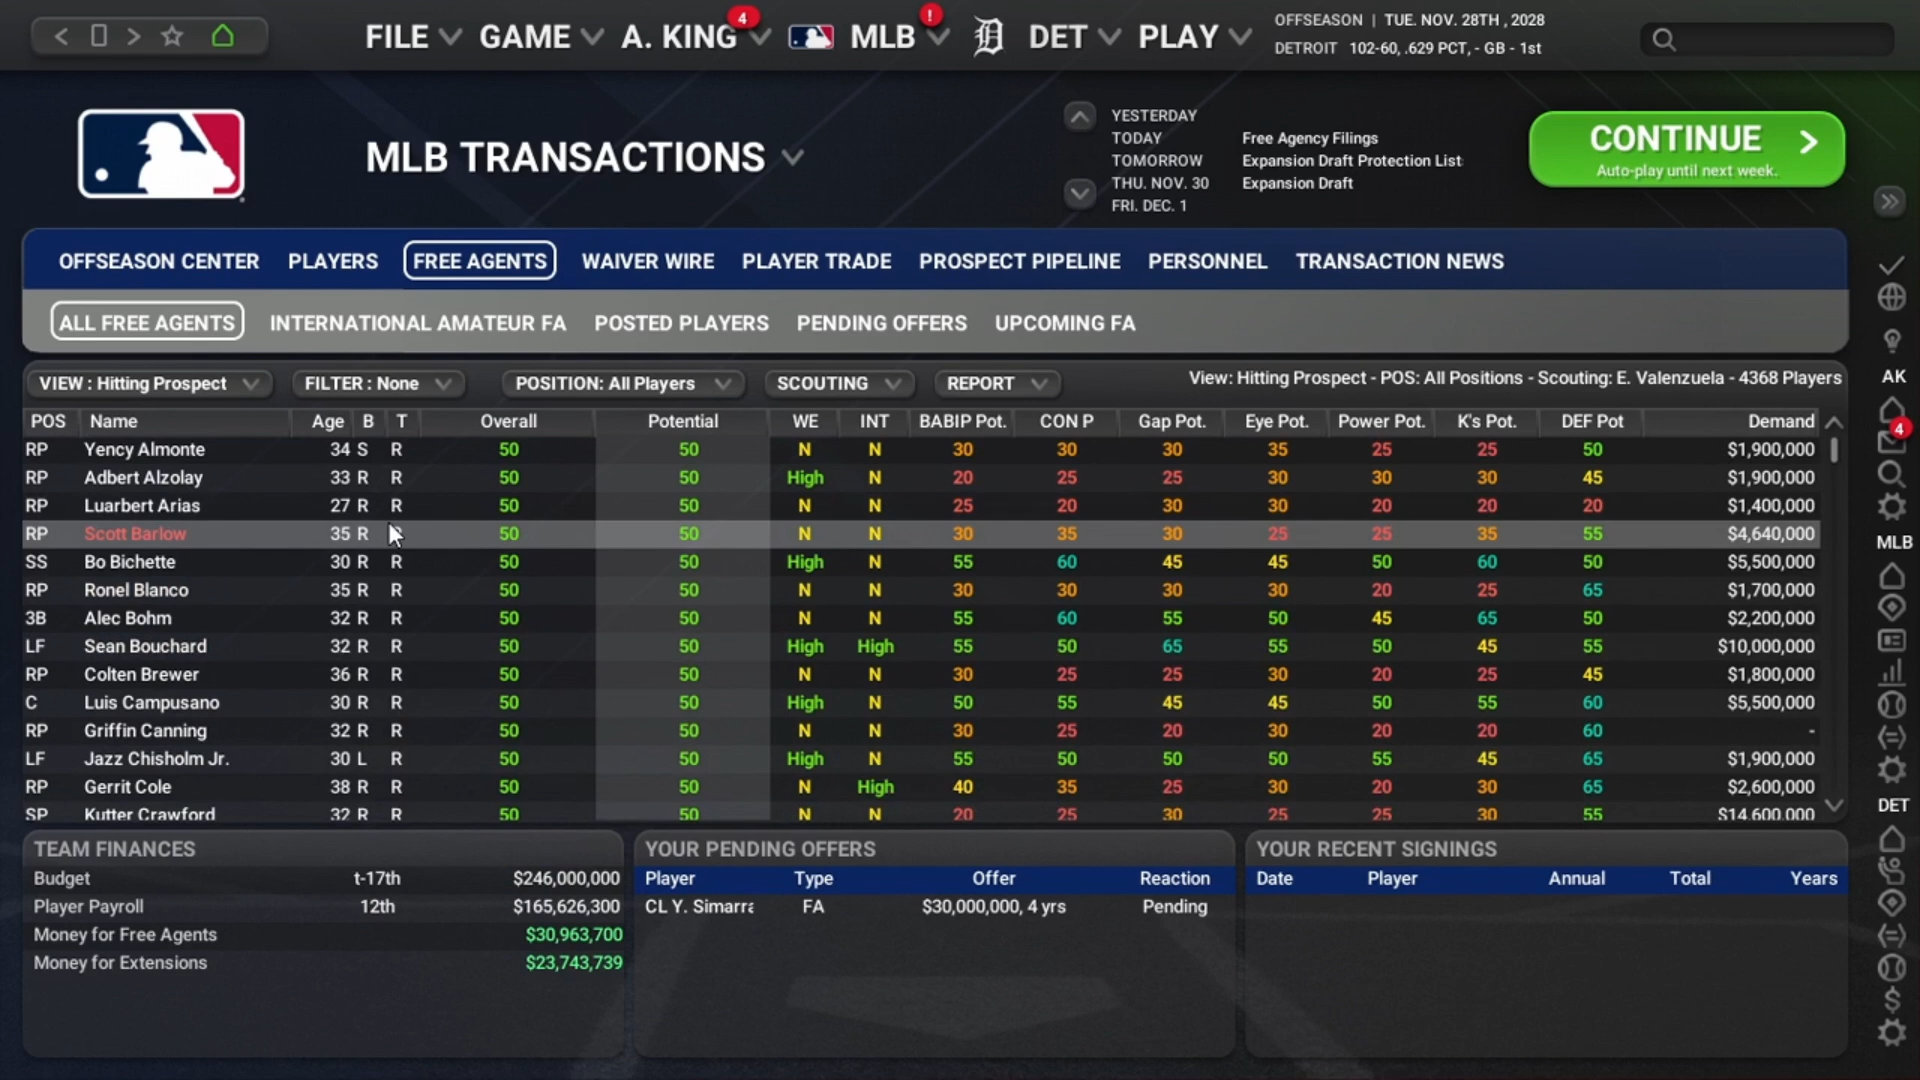 FILE GAME A. KING 4 MLB ! DET PLAY
OFFSEASON | TUE. NOV. 28TH , 2028
DETROIT 102-60, .629 PCT, - GB - 1st
MLB TRANSACTIONS
YESTERDAY
TODAY Free Agency Filings
TOMORROW Expansion Draft Protection List
THU. NOV. 30 Expansion Draft
FRI. DEC. 1
CONTINUE
Auto-play until next week.
OFFSEASON CENTER PLAYERS FREE AGENTS WAIVER WIRE PLAYER TRADE PROSPECT PIPELINE PERSONNEL TRANSACTION NEWS
ALL FREE AGENTS INTERNATIONAL AMATEUR FA POSTED PLAYERS PENDING OFFERS UPCOMING FA
VIEW : Hitting Prospect FILTER : None POSITION: All Players SCOUTING REPORT View: Hitting Prospect - POS: All Positions - Scouting: E. Valenzuela - 4368 Players
POS Name Age B T Overall Potential WE INT BABIP Pot. CON P Gap Pot. Eye Pot. Power Pot. K's Pot. DEF Pot Demand
RP Yency Almonte 34 S R 50 50 N N 30 30 30 35 25 25 50 $1,900,000
RP Adbert Alzolay 33 R R 50 50 High N 20 25 25 30 30 30 45 $1,900,000
RP Luarbert Arias 27 R R 50 50 N N 25 20 30 30 20 20 20 $1,400,000
RP Scott Barlow 35 R 50 50 N N 30 35 30 25 25 35 55 $4,640,000
SS Bo Bichette 30 R R 50 50 High N 55 60 45 45 50 60 50 $5,500,000
RP Ronel Blanco 35 R R 50 50 N N 30 30 30 30 20 25 65 $1,700,000
3B Alec Bohm 32 R R 50 50 N N 55 60 55 50 45 65 50 $2,200,000
LF Sean Bouchard 32 R R 50 50 High High 55 50 65 55 50 45 55 $10,000,000
RP Colten Brewer 36 R R 50 50 N N 30 25 25 30 20 25 45 $1,800,000
C Luis Campusano 30 R R 50 50 High N 50 55 45 45 50 55 60 $5,500,000
RP Griffin Canning 32 R R 50 50 N N 30 25 20 30 20 20 60 -
LF Jazz Chisholm Jr. 30 L R 50 50 High N 55 50 50 50 55 45 65 $1,900,000
RP Gerrit Cole 38 R R 50 50 N High 40 35 25 30 20 30 65 $2,600,000
SP Kutter Crawford 32 R R 50 50 N N 20 25 30 25 25 30 55 $14,600,000
TEAM FINANCES
Budget t-17th $246,000,000
Player Payroll 12th $165,626,300
Money for Free Agents $30,963,700
Money for Extensions $23,743,739
YOUR PENDING OFFERS
Player Type Offer Reaction
CL Y. Simarra FA $30,000,000, 4 yrs Pending
YOUR RECENT SIGNINGS
Date Player Annual Total Years
AK
4
MLB
DET